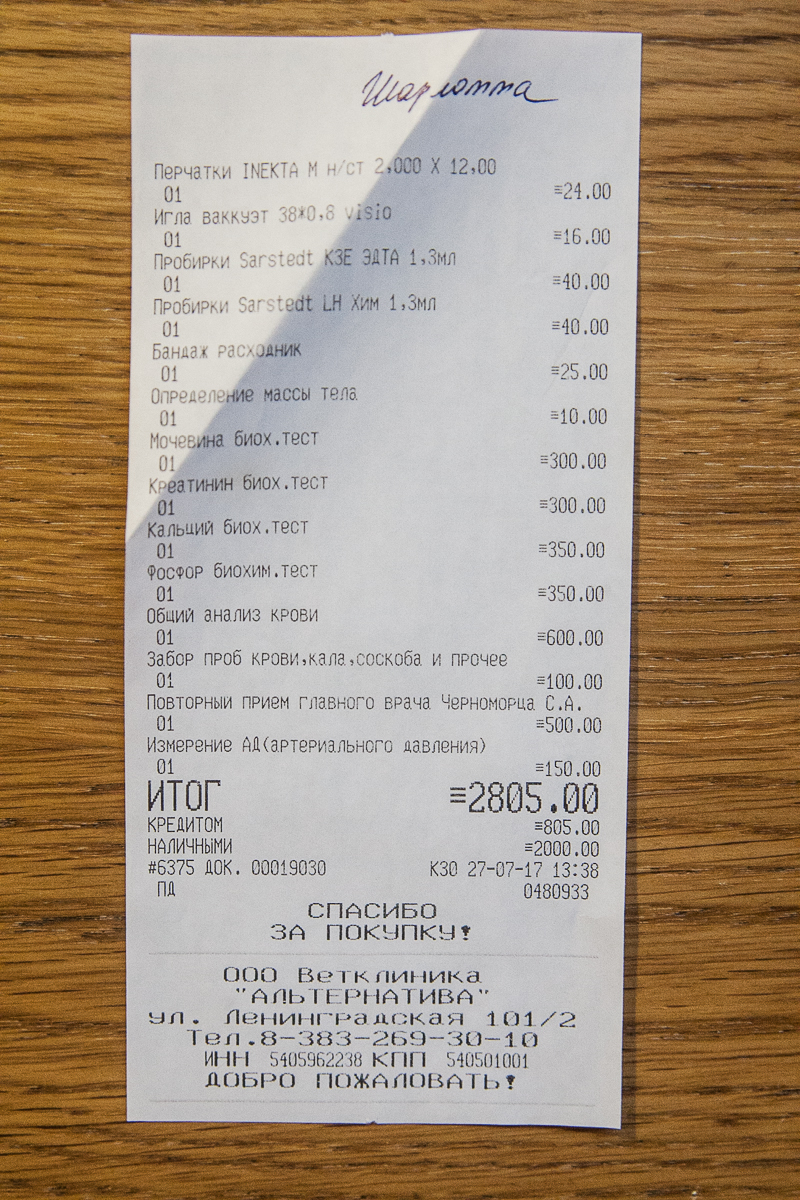 Шарлотта
Перчатки INEKTA M н/ст 2,000 X 12,00
01 ≡24.00
Игла ваккуэт 38*0,8 visio
01 ≡16.00
Пробирки Sarstedt КЗЕ ЭДТА 1,3мл
01 ≡40.00
Пробирки Sarstedt LH Хим 1,3мл
01 ≡40.00
Бандаж расходник
01 ≡25.00
Определение массы тела
01 ≡10.00
Мочевина биох.тест
01 ≡300.00
Креатинин биох.тест
01 ≡300.00
Кальций биох.тест
01 ≡350.00
Фосфор биохим.тест
01 ≡350.00
Общий анализ крови
01 ≡600.00
Забор проб крови,кала,соскоба и прочее
01 ≡100.00
Повторный прием главного врача Черноморца С.А.
01 ≡500.00
Измерение АД(артериального давления)
01 ≡150.00
ИТОГ ≡2805.00
КРЕДИТОМ ≡805.00
НАЛИЧНЫМИ ≡2000.00
#6375 ДОК. 00019030 К30 27-07-17 13:38
ПД 0480933
СПАСИБО
ЗА ПОКУПКУ!
ООО Ветклиника
"АЛЬТЕРНАТИВА"
ул. Ленинградская 101/2
Тел.8-383-269-30-10
ИНН 5405962238 КПП 540501001
ДОБРО ПОЖАЛОВАТЬ!